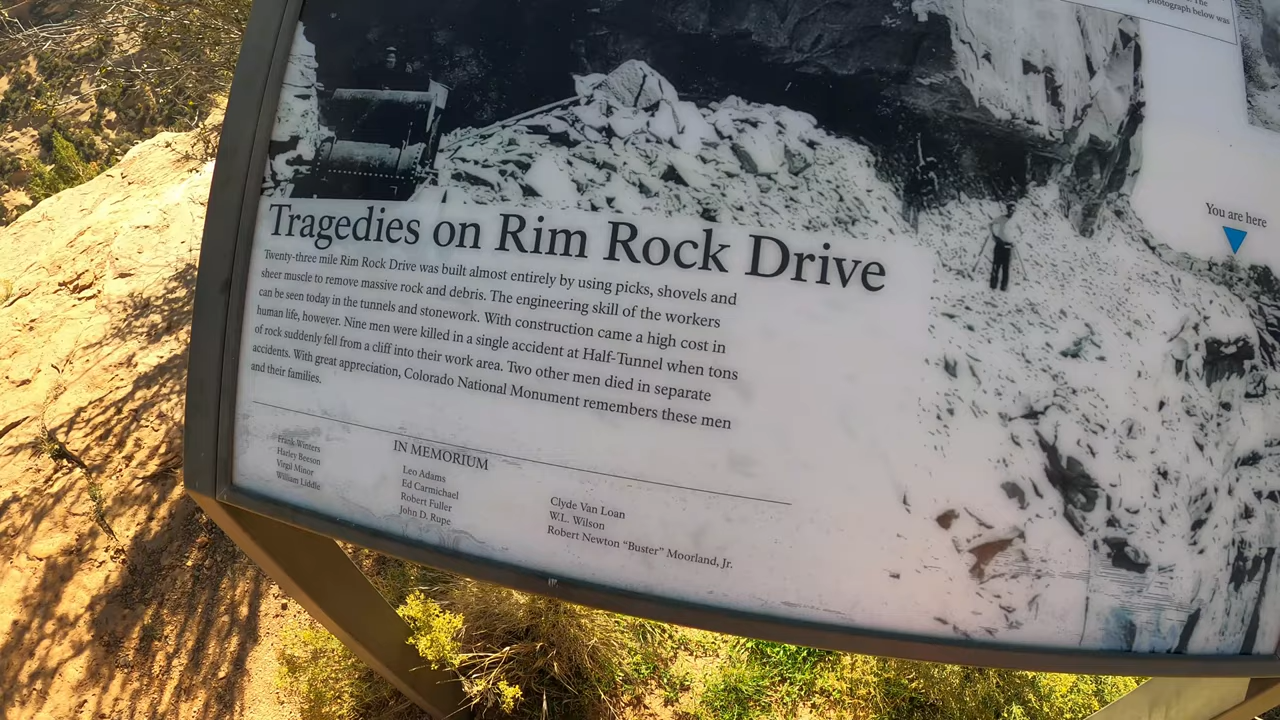 The
photograph below was
You are here
Tragedies on Rim Rock Drive
Twenty-three mile Rim Rock Drive was built almost entirely by using picks, shovels and
sheer muscle to remove massive rock and debris. The engineering skill of the workers
can be seen today in the tunnels and stonework. With construction came a high cost in
human life, however. Nine men were killed in a single accident at Half-Tunnel when tons
of rock suddenly fell from a cliff into their work area. Two other men died in separate
accidents. With great appreciation, Colorado National Monument remembers these men
and their families.
IN MEMORIUM
Frank Winters
Harley Beeson
Virgil Minor
William Liddle
Leo Adams
Ed Carmichael
Robert Fuller
John D. Rupe
Clyde Van Loan
W.L. Wilson
Robert Newton “Buster” Moorland, Jr.